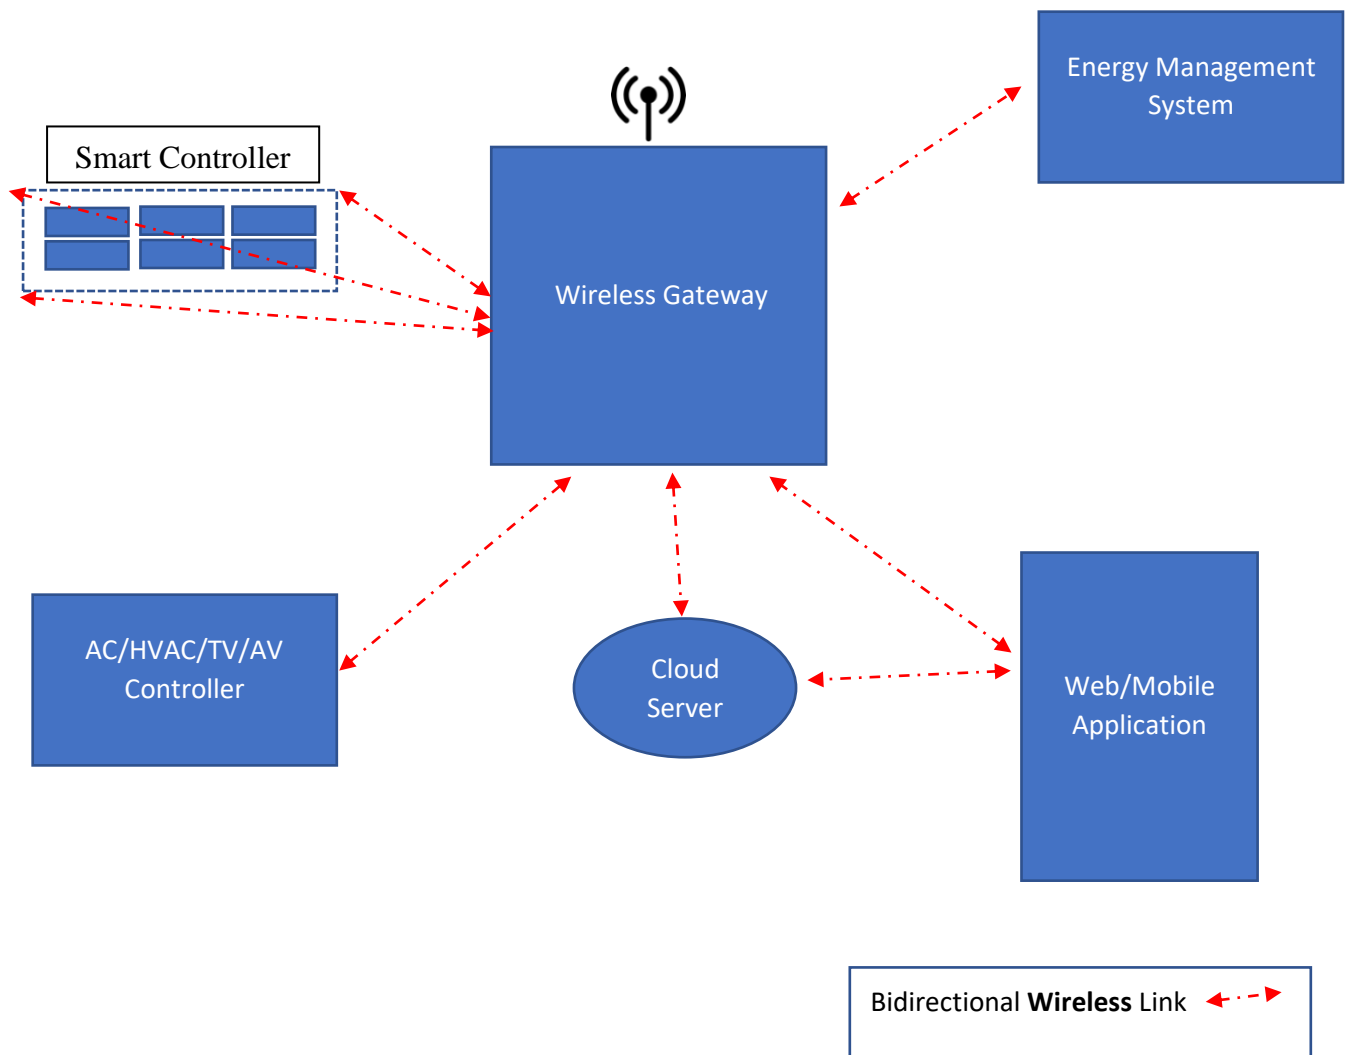 Energy Management
System
Smart Controller
Wireless Gateway
AC/HVAC/TV/AV
Controller
Cloud
Server
Web/Mobile
Application
Bidirectional Wireless Link